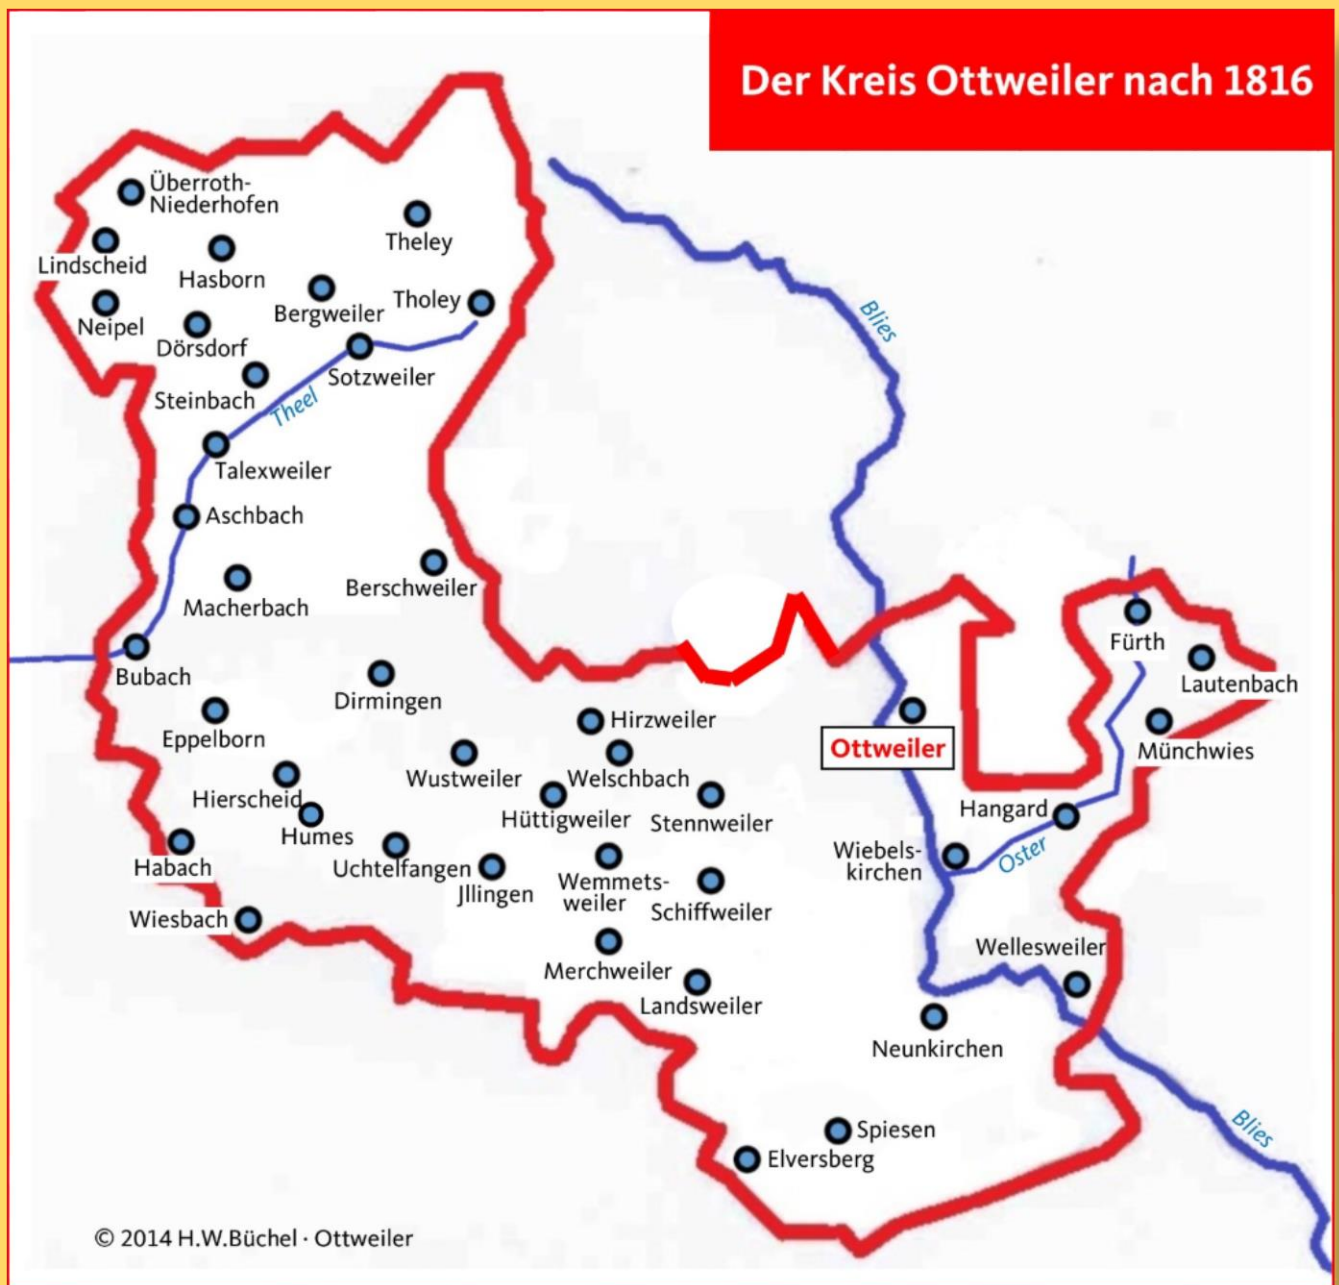 Der Kreis Ottweiler nach 1816
Überroth-
Niederhofen
Theley
Lindscheid
Hasborn
Bergweiler
Tholey
Neipel
Dörsdorf
Blies
Sotzweiler
Steinbach
Theel
Talexweiler
Aschbach
Berschweiler
Macherbach
Fürth
Bubach
Lautenbach
Dirmingen
Hirzweiler
Eppelborn
Ottweiler
Münchwies
Wustweiler
Welschbach
Hierscheid
Hüttigweiler
Stennweiler
Hangard
Humes
Wiebels-
kirchen
Oster
Habach
Uchtelfangen
Jllingen
Wemmets-
weiler
Schiffweiler
Wiesbach
Wellesweiler
Merchweiler
Landsweiler
Neunkirchen
Spiesen
Blies
Elversberg
© 2014 H.W.Büchel · Ottweiler